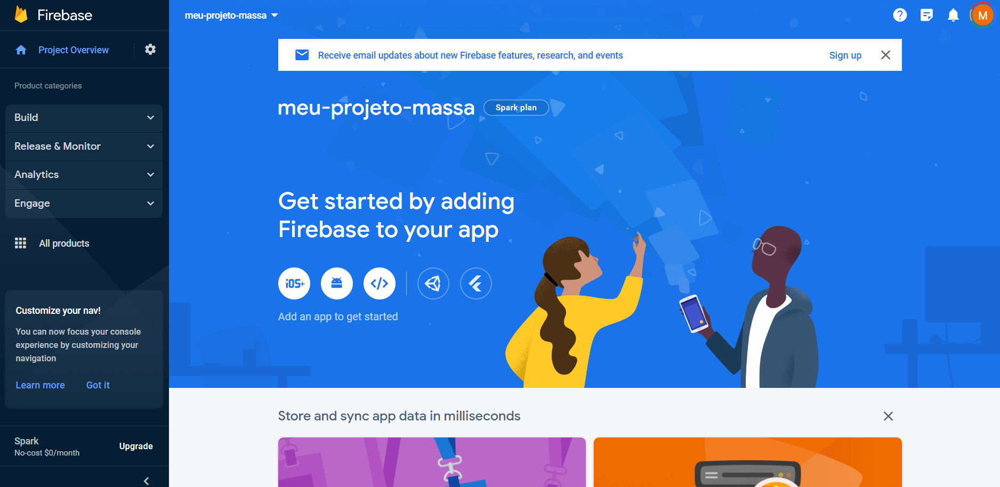 Firebase
Project Overview
Product categories
Build
Release & Monitor
Analytics
Engage
All products
Customize your nav!
You can now focus your console
experience by customizing your
navigation
Learn more Got it
Spark
No-cost $0/month
Upgrade
meu-projeto-massa
M
Receive email updates about new Firebase features, research, and events
Sign up
meu-projeto-massa
Spark plan
Get started by adding
Firebase to your app
iOS+
Add an app to get started
Store and sync app data in milliseconds